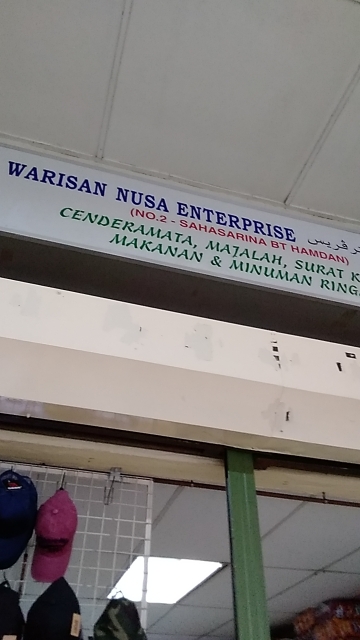 WARISAN NUSA ENTERPRISE
(NO.2 - SAHASARINA BT HAMDAN)
CENDERAMATA, MAJALAH, SURAT
MAKANAN & MINUMAN